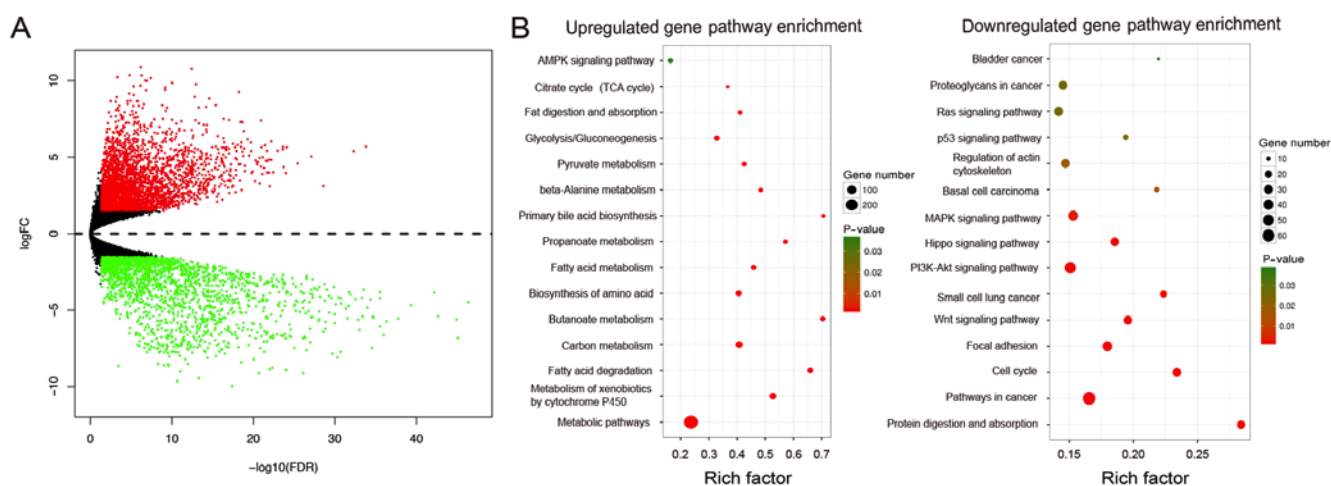 A
10
5
0
-5
-10
logFC
0
10
20
30
40
-log10(FDR)
B
Upregulated gene pathway enrichment
AMPK signaling pathway
Citrate cycle (TCA cycle)
Fat digestion and absorption
Glycolysis/Gluconeogenesis
Pyruvate metabolism
beta-Alanine metabolism
Primary bile acid biosynthesis
Propanoate metabolism
Fatty acid metabolism
Biosynthesis of amino acid
Butanoate metabolism
Carbon metabolism
Fatty acid degradation
Metabolism of xenobiotics
by cytochrome P450
Metabolic pathways
0.2
0.3
0.4
0.5
0.6
0.7
Rich factor
Gene number
100
200
P-value
0.03
0.02
0.01
Downregulated gene pathway enrichment
Bladder cancer
Proteoglycans in cancer
Ras signaling pathway
p53 signaling pathway
Regulation of actin
cytoskeleton
Basal cell carcinoma
MAPK signaling pathway
Hippo signaling pathway
PI3K-Akt signaling pathway
Small cell lung cancer
Wnt signaling pathway
Focal adhesion
Cell cycle
Pathways in cancer
Protein digestion and absorption
0.15
0.20
0.25
Rich factor
Gene number
10
20
30
40
50
60
P-value
0.03
0.02
0.01